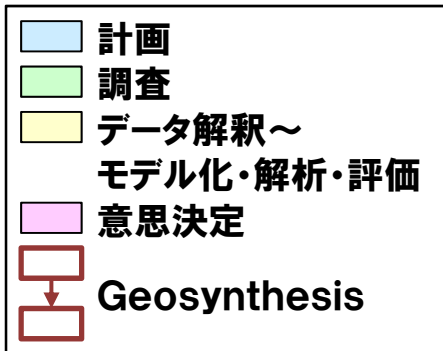 計画
調査
データ解釈～
モデル化・解析・評価
意思決定
Geosynthesis